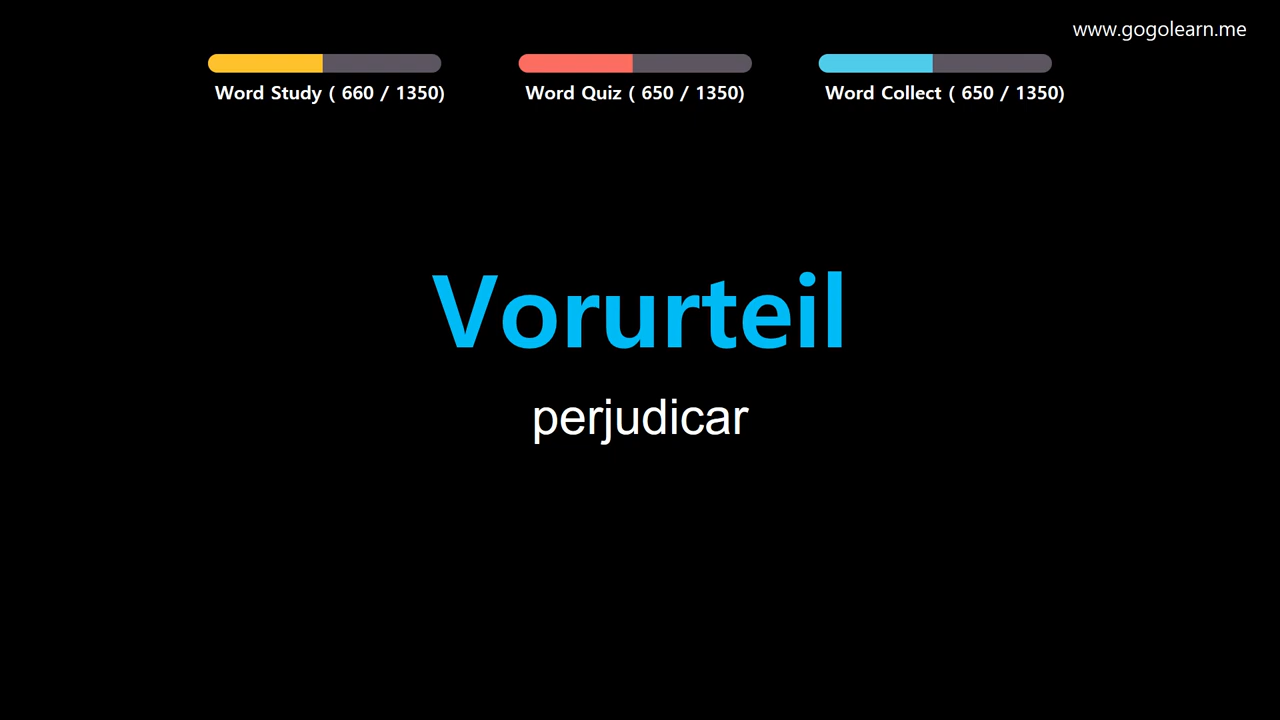 www.gogolearn.me
Word Study ( 660 / 1350)
Word Quiz ( 650 / 1350)
Word Collect ( 650 / 1350)
Vorurteil
perjudicar